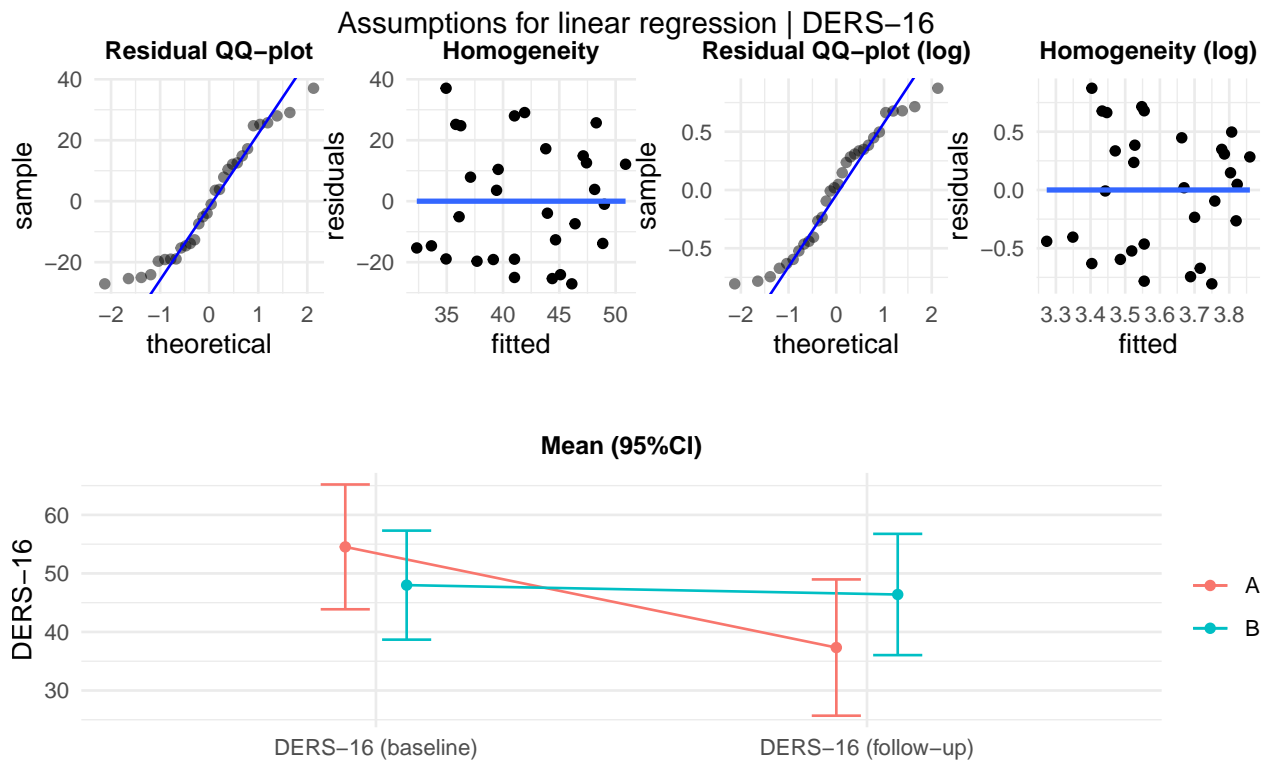 Assumptions for linear regression | DERS−16
Residual QQ−plot
sample
40
20
0
−20
−2 −1 0 1 2
theoretical
Homogeneity
residuals
40
20
0
−20
35 40 45 50
fitted
Residual QQ−plot (log)
sample
0.5
0.0
−0.5
−2 −1 0 1 2
theoretical
Homogeneity (log)
residuals
0.5
0.0
−0.5
3.3 3.4 3.5 3.6 3.7 3.8
fitted
Mean (95%CI)
DERS−16
60
50
40
30
DERS−16 (baseline) DERS−16 (follow−up)
A
B